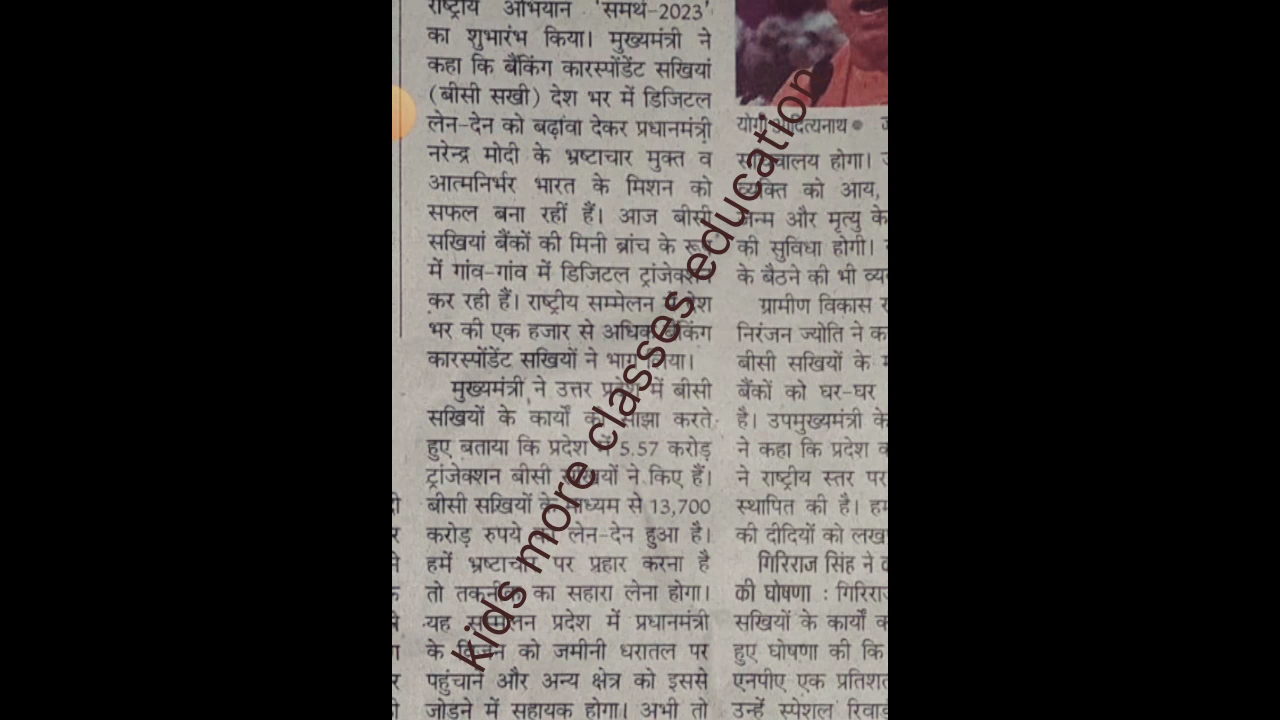 राष्ट्रीय अभियान 'समर्थ-2023'
का शुभारंभ किया। मुख्यमंत्री ने
कहा कि बैंकिंग कारस्पोंडेंट सखियां
(बीसी सखी) देश भर में डिजिटल
लेन-देन को बढ़ावा देकर प्रधानमंत्री
नरेन्द्र मोदी के भ्रष्टाचार मुक्त व
आत्मनिर्भर भारत के मिशन को
सफल बना रहीं हैं। आज बीसी
सखियां बैंकों की मिनी ब्रांच के रूप
में गांव-गांव में डिजिटल ट्रांजेक्शन
कर रही हैं। राष्ट्रीय सम्मेलन में देश
भर की एक हजार से अधिक बैंकिंग
कारस्पोंडेंट सखियों ने भाग लिया।
मुख्यमंत्री ने उत्तर प्रदेश में बीसी
सखियों के कार्यों को साझा करते
हुए बताया कि प्रदेश में 5.57 करोड़
ट्रांजेक्शन बीसी सखियों ने किए हैं।
बीसी सखियों के माध्यम से 13,700
करोड़ रुपये का लेन-देन हुआ है।
हमें भ्रष्टाचार पर प्रहार करना है
तो तकनीक का सहारा लेना होगा।
यह सम्मेलन प्रदेश में प्रधानमंत्री
के विजन को जमीनी धरातल पर
पहुंचाने और अन्य क्षेत्र को इससे
जोड़ने में सहायक होगा। अभी तो
योगी आदित्यनाथ
सचिवालय होगा।
व्यक्ति को आय,
जन्म और मृत्यु के
की सुविधा होगी।
के बैठने की भी
ग्रामीण विकास
निरंजन ज्योति ने
बीसी सखियों के
बैंकों को घर-घर
है। उपमुख्यमंत्री
ने कहा कि प्रदेश
ने राष्ट्रीय स्तर पर
स्थापित की है।
की दीदियों को
गिरिराज सिंह ने
की घोषणा :
सखियों के कार्यों
हुए घोषणा की कि
एनपीए एक
उन्हें स्पेशल
kids more classes education